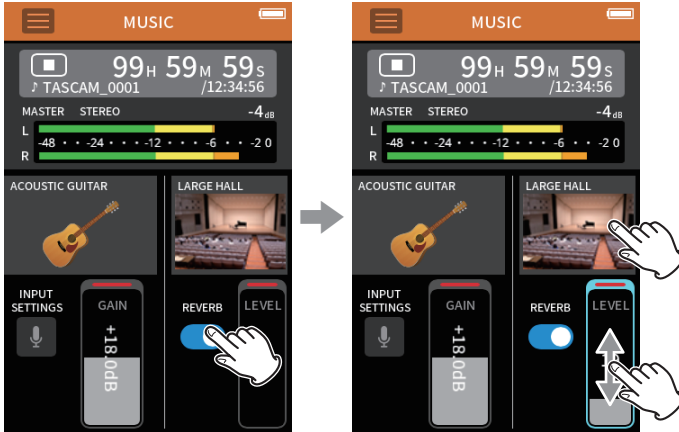 MUSIC
99H 59M 59s
♪ TASCAM_0001 /12:34:56
MASTER STEREO -4dB
L
-48 · · -24 · · · -12 · · · -6 · · -2 0
R
ACOUSTIC GUITAR
LARGE HALL
INPUT
SETTINGS
GAIN
+18.0dB
REVERB
LEVEL
MUSIC
99H 59M 59s
♪ TASCAM_0001 /12:34:56
MASTER STEREO -4dB
L
-48 · · -24 · · · -12 · · · -6 · · -2 0
R
ACOUSTIC GUITAR
LARGE HALL
INPUT
SETTINGS
GAIN
+18.0dB
REVERB
LEVEL